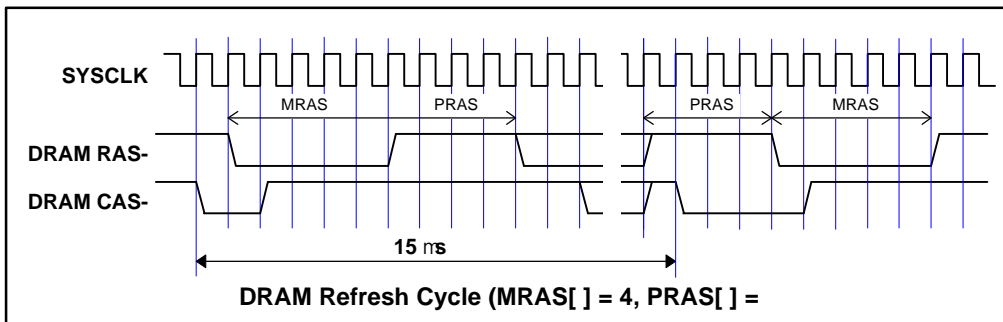 SYSCLK
MRAS PRAS PRAS MRAS
DRAM RAS-
DRAM CAS-
15 ms
DRAM Refresh Cycle (MRAS[ ] = 4, PRAS[ ] =